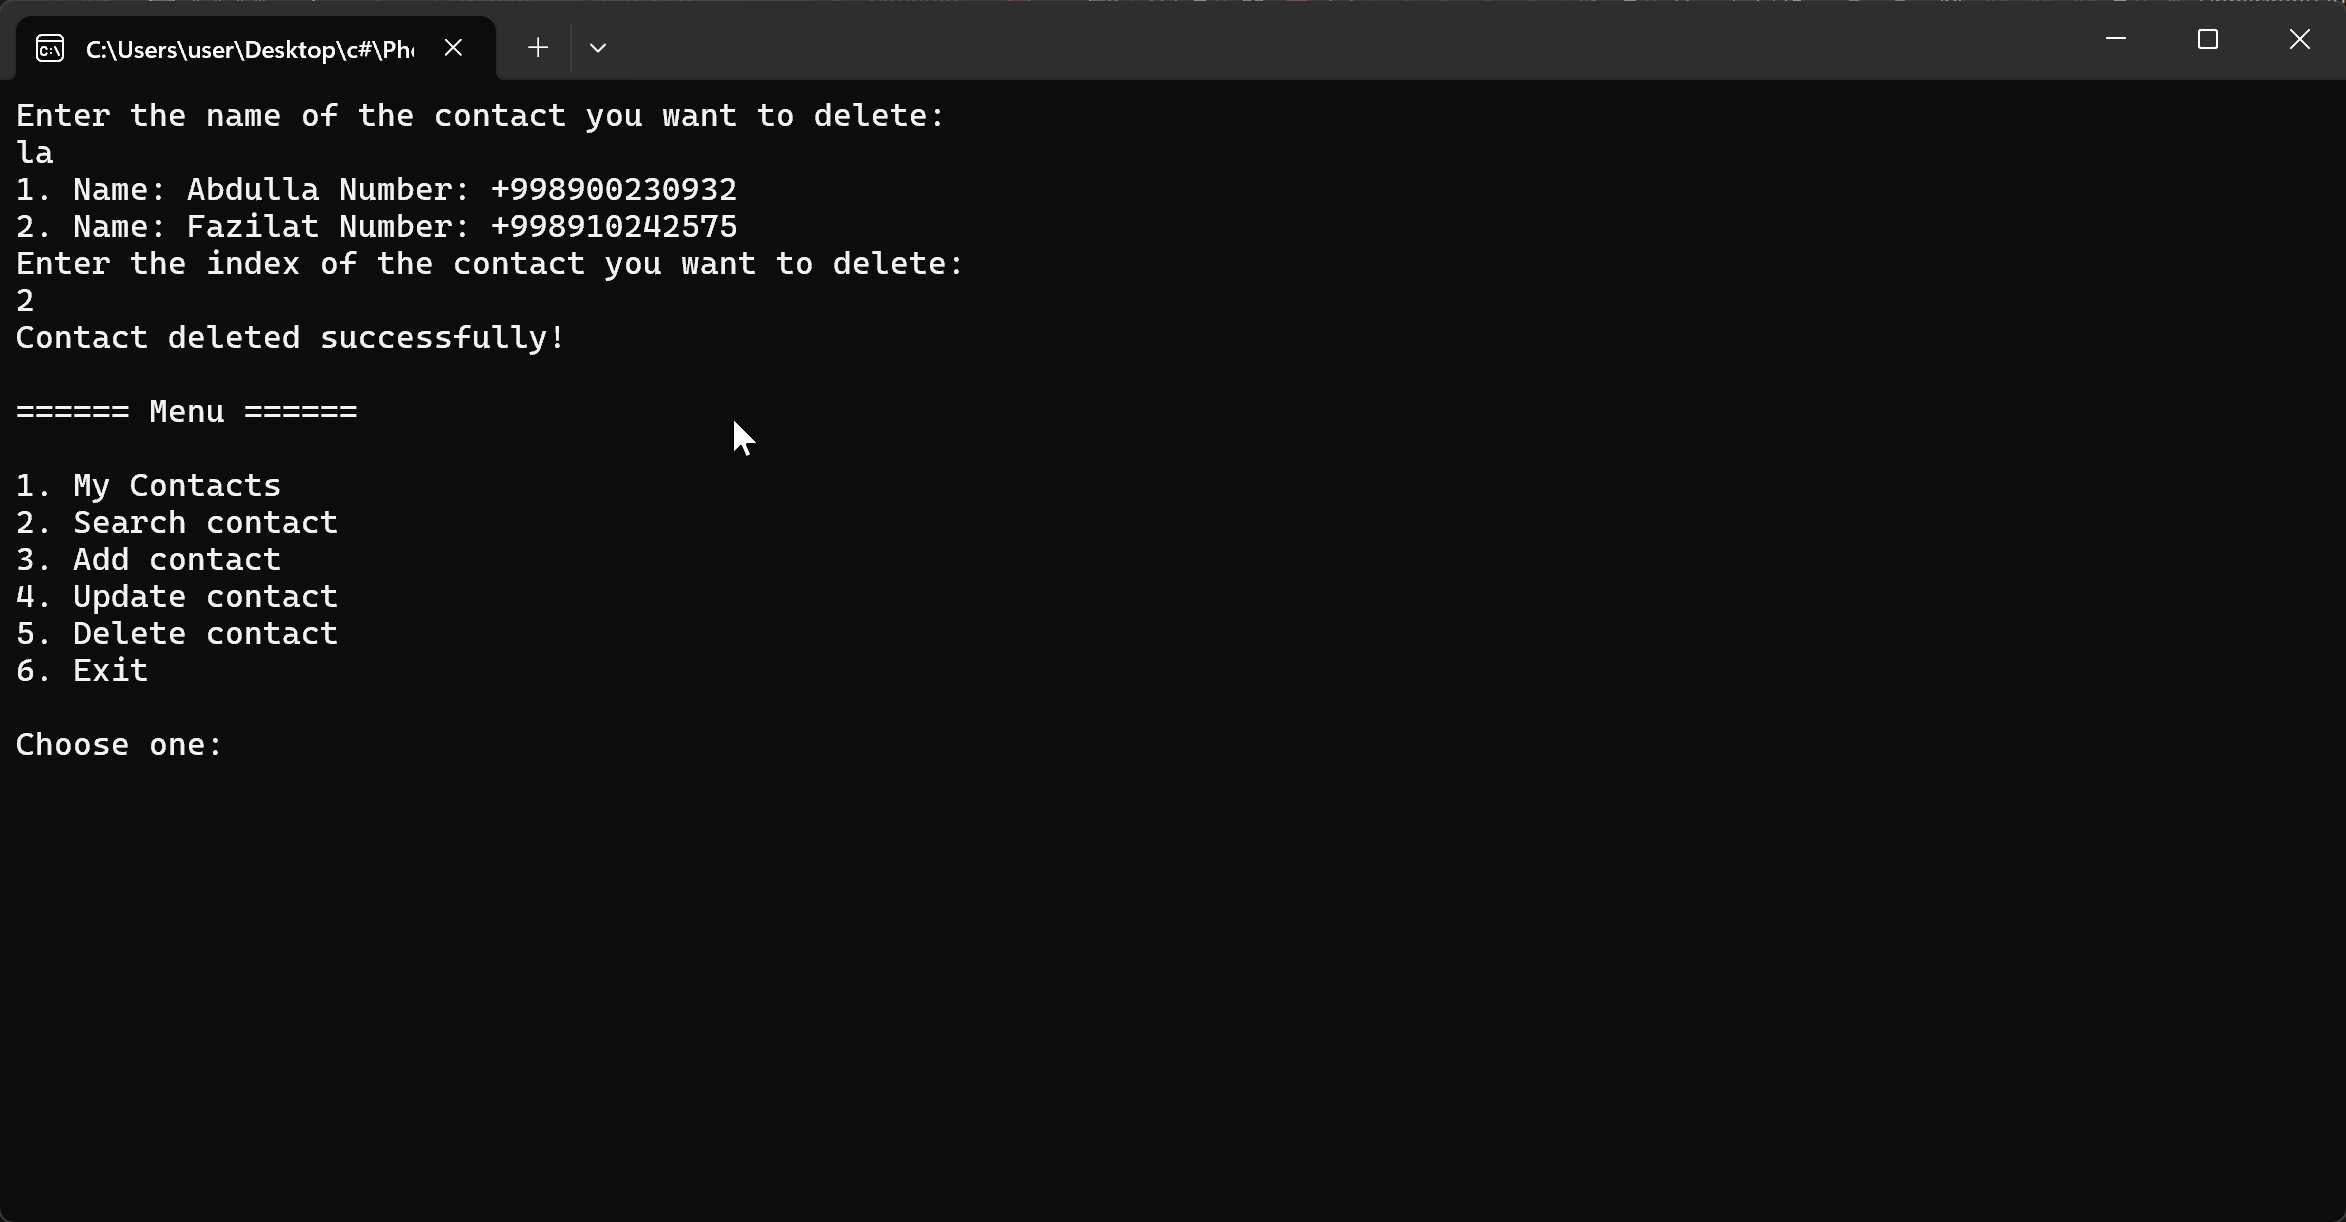 C:\Users\user\Desktop\c#\Ph
Enter the name of the contact you want to delete:
la
1. Name: Abdulla Number: +998900230932
2. Name: Fazilat Number: +998910242575
Enter the index of the contact you want to delete:
2
Contact deleted successfully!
====== Menu ======
1. My Contacts
2. Search contact
3. Add contact
4. Update contact
5. Delete contact
6. Exit
Choose one: